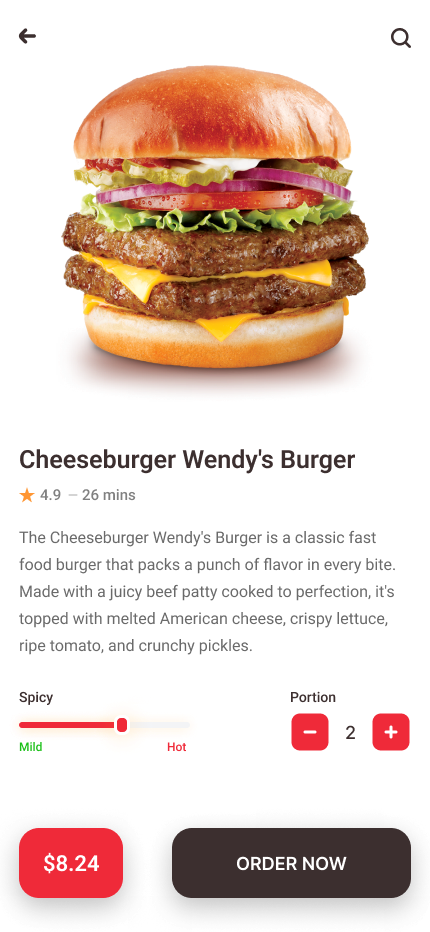 Cheeseburger Wendy's Burger
4.9 — 26 mins
The Cheeseburger Wendy's Burger is a classic fast
food burger that packs a punch of flavor in every bite.
Made with a juicy beef patty cooked to perfection, it's
topped with melted American cheese, crispy lettuce,
ripe tomato, and crunchy pickles.
Spicy
Portion
2
Mild
Hot
$8.24
ORDER NOW